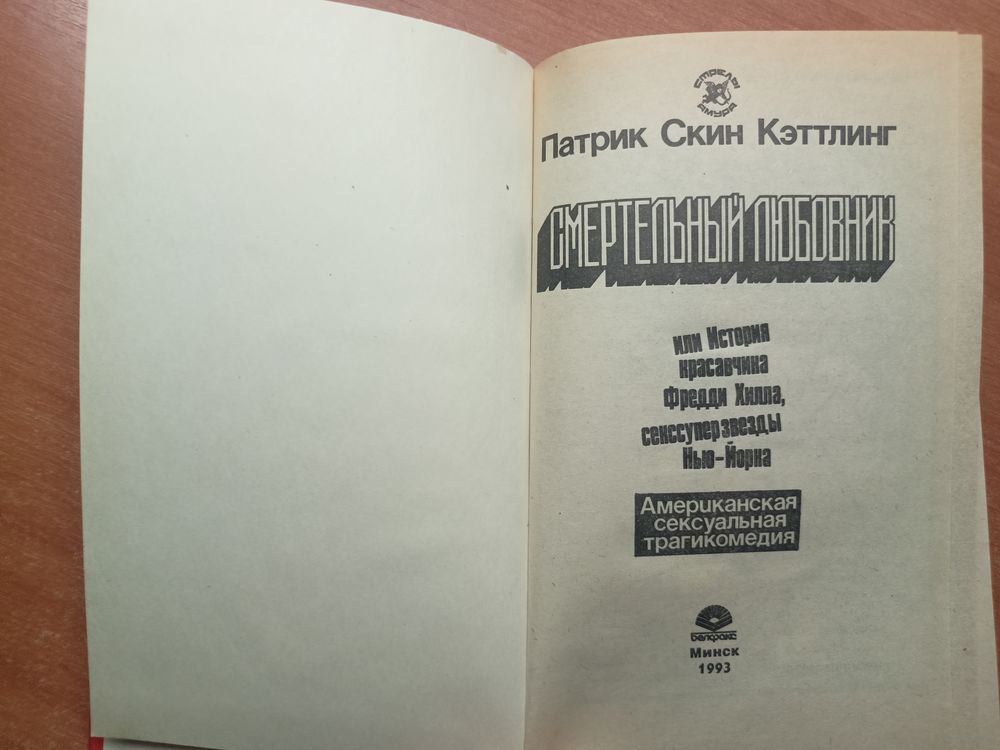 СТРЕЛЫ
АМУРА
Патрик Скин Кэттлинг
СМЕРТЕЛЬНЫЙ ЛЮБОВНИК
или История
красавчика
Фредди Хилла,
секссуперзвезды
Нью-Йорка
Американская
сексуальная
трагикомедия
Белфакс
Минск
1993